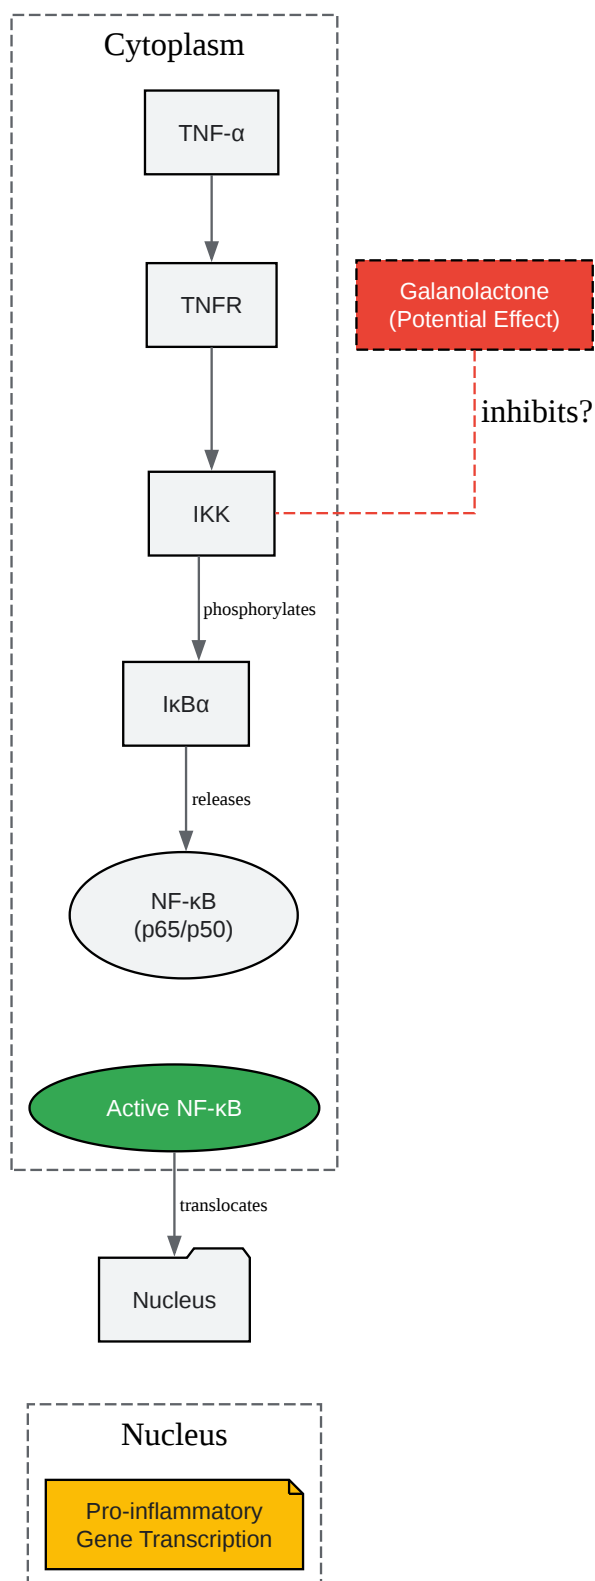 Cytoplasm
TNF-α
TNFR
Galanolactone
(Potential Effect)
inhibits?
IKK
phosphorylates
IκBα
releases
NF-κB
(p65/p50)
Active NF-κB
translocates
Nucleus
Nucleus
Pro-inflammatory
Gene Transcription